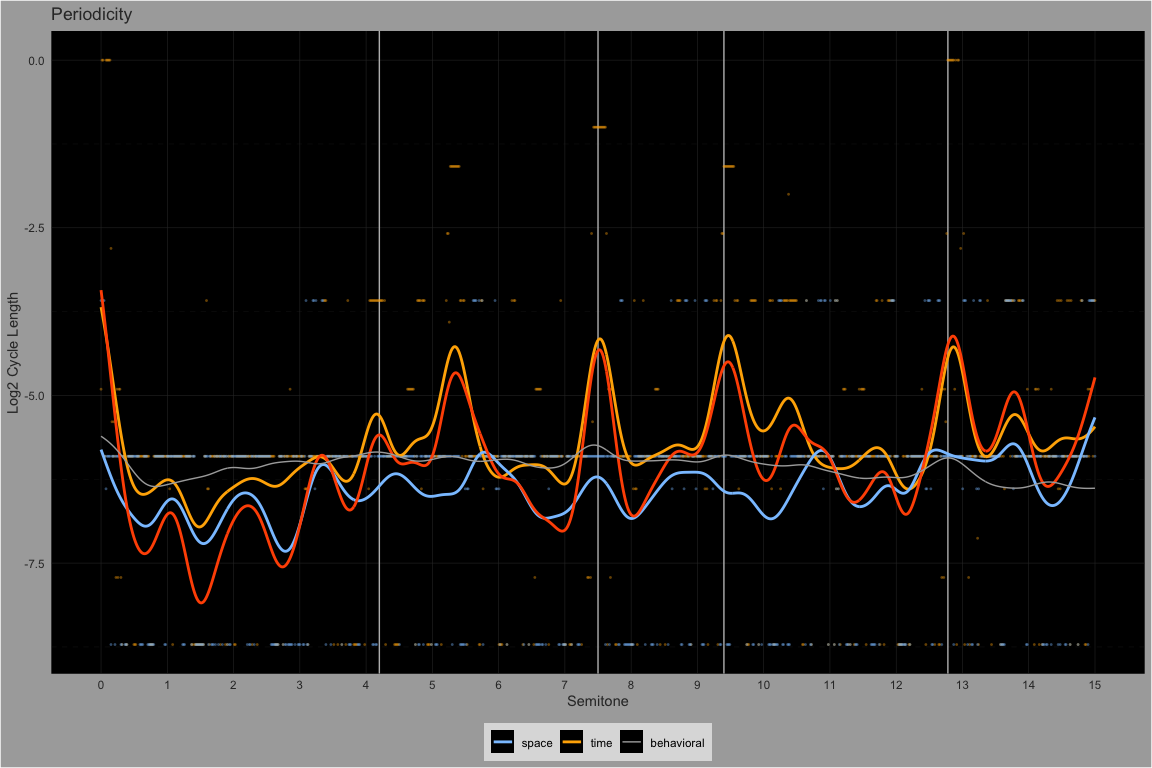 Periodicity
Log2 Cycle Length
0.0
-2.5
-5.0
-7.5
0 1 2 3 4 5 6 7 8 9 10 11 12 13 14 15
Semitone
space time behavioral